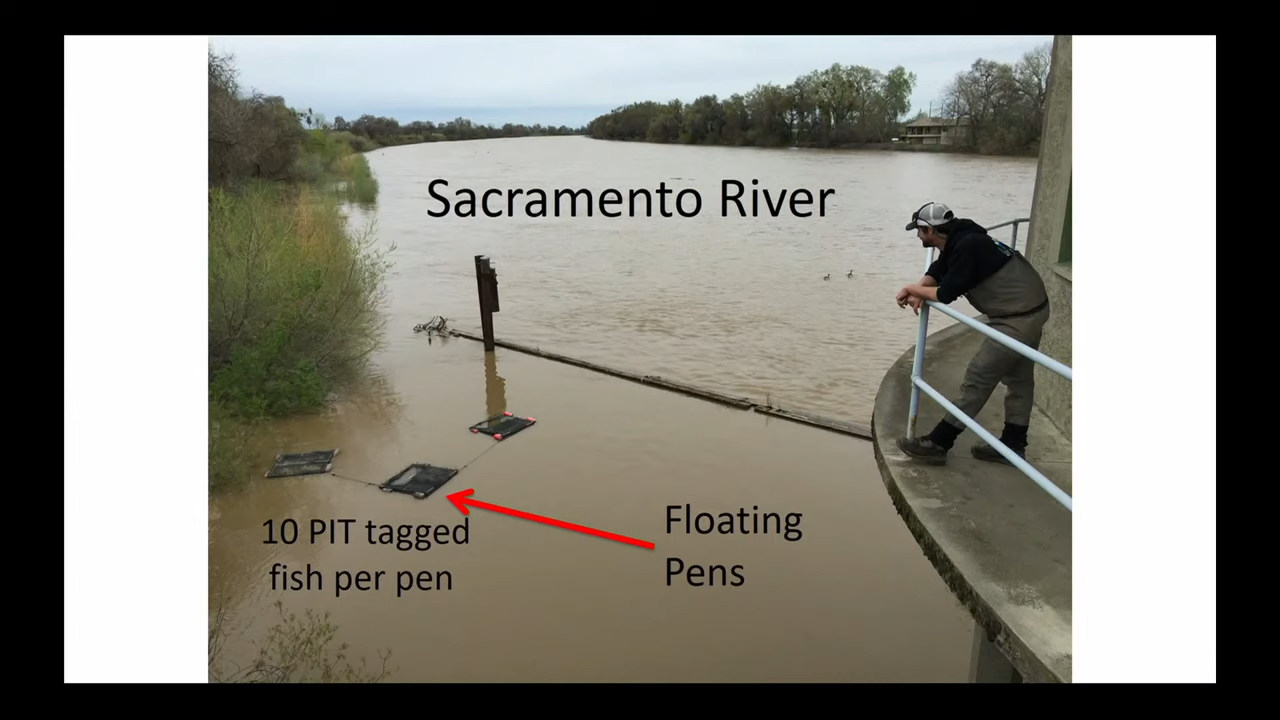 Sacramento River
10 PIT tagged
fish per pen
Floating
Pens